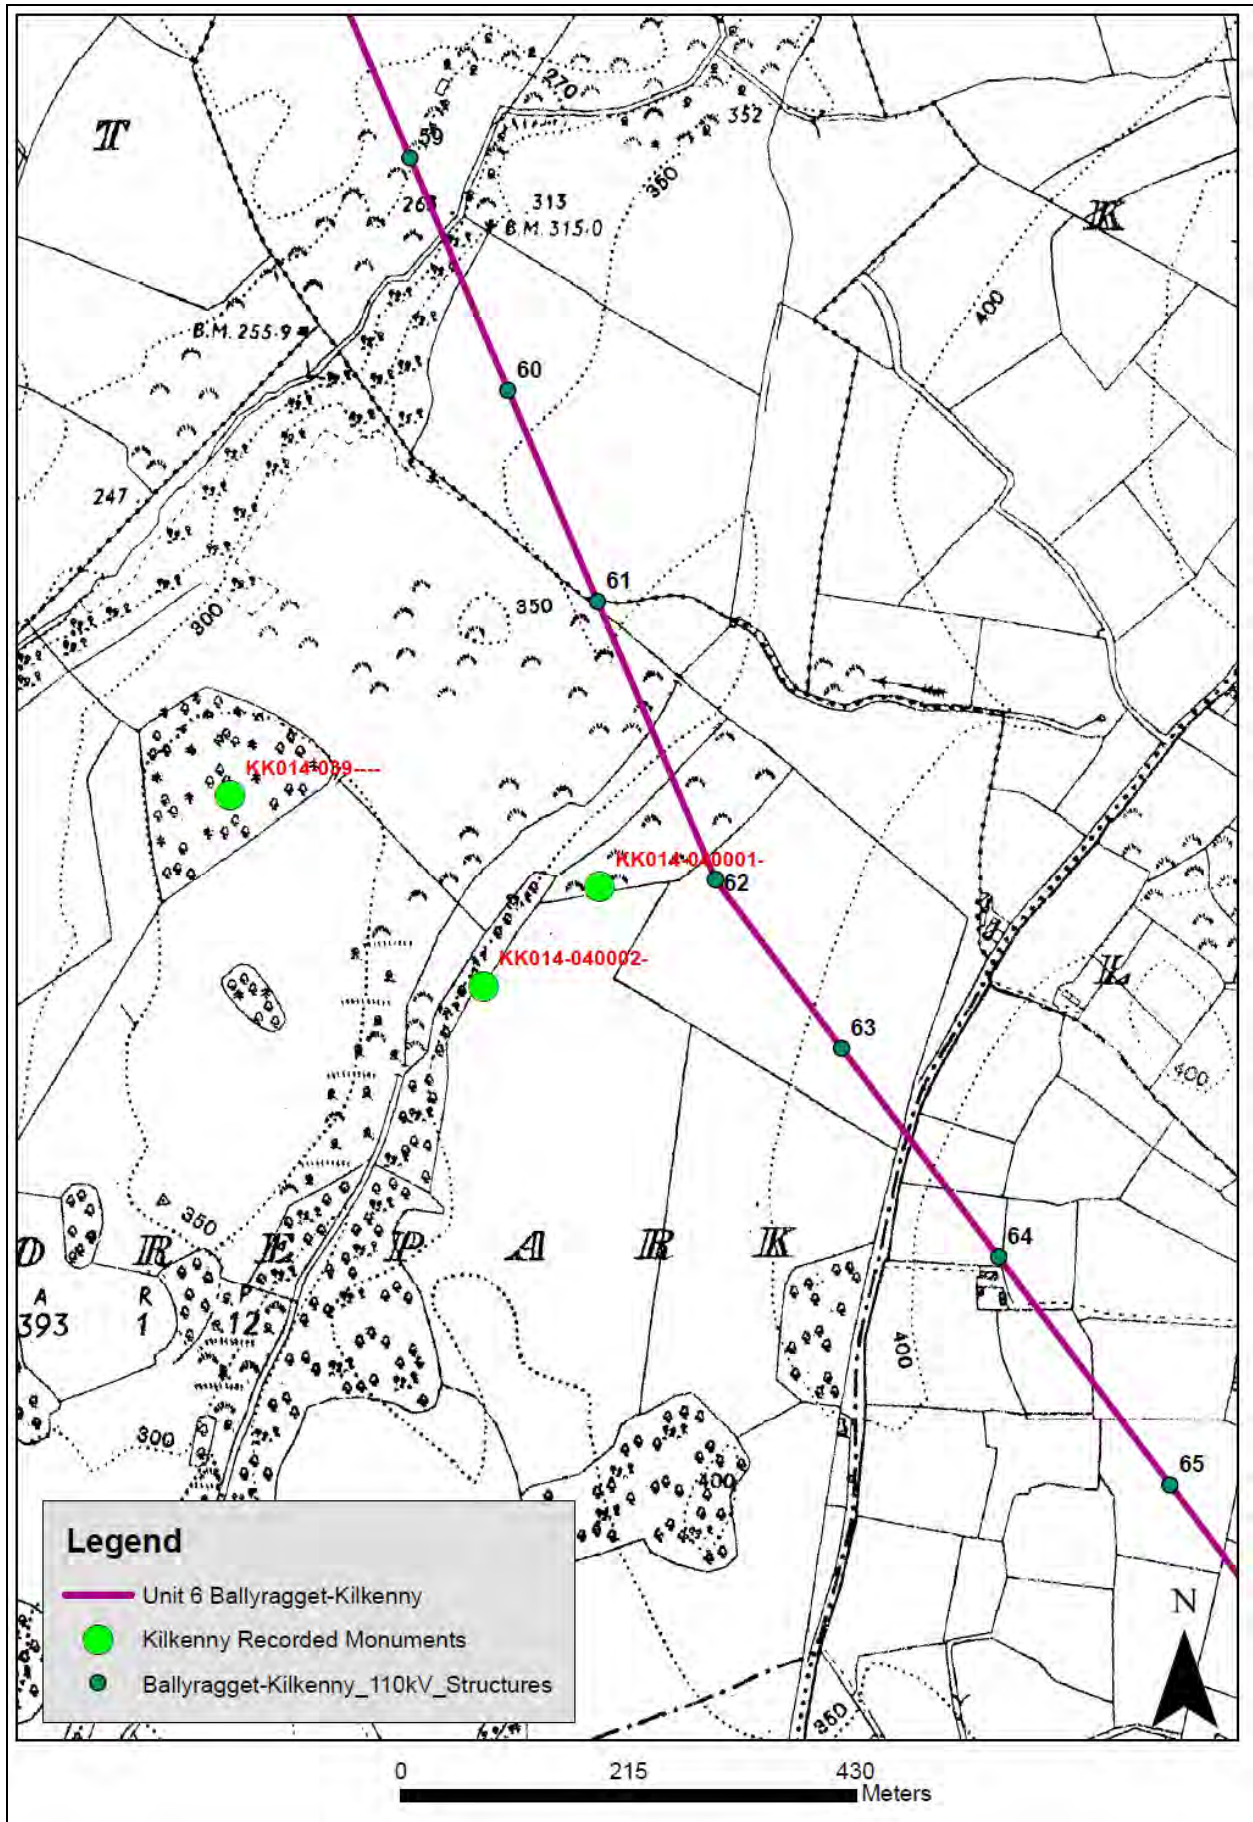 270
T
352
59
350
K
263
313
B.M. 315·0
400
B.M. 255·9
60
247
61
350
300
KK014-039----
KK014-040001-
62
KK014-040002-
L
63
400
350
O R E P A R K
64
A R P
393 1 12
400
300
65
400
Legend
Unit 6 Ballyragget-Kilkenny
Kilkenny Recorded Monuments
Ballyragget-Kilkenny_110kV_Structures
N
350
0 215 430
Meters